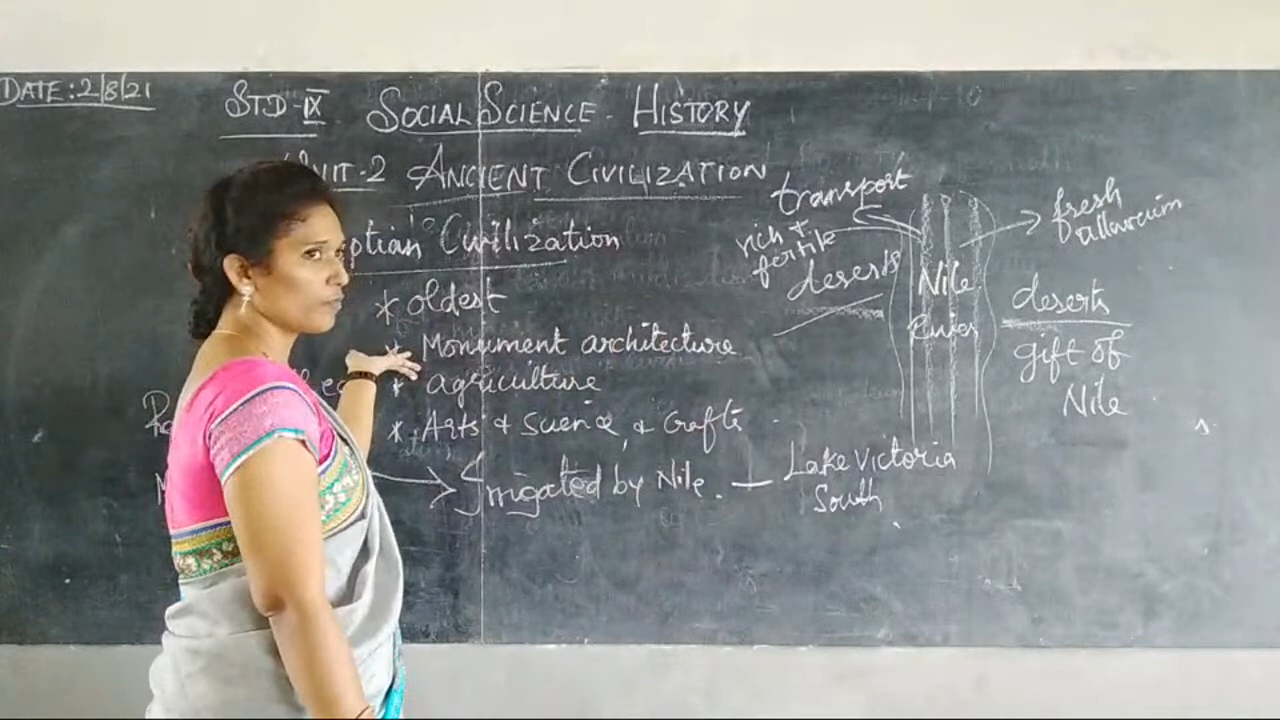 DATE: 2/8/21
STD-IX SOCIAL SCIENCE - HISTORY
UNIT-2 ANCIENT CIVILIZATION
ptian Civilization
* oldest
* Monument architecture
* agriculture
* Arts & Science, & Crafts
Irrigated by Nile. — Lake Victoria
South
transport
rich +
fertile
deserts
Nile
River
fresh
allavcuim
deserts
gift of
Nile